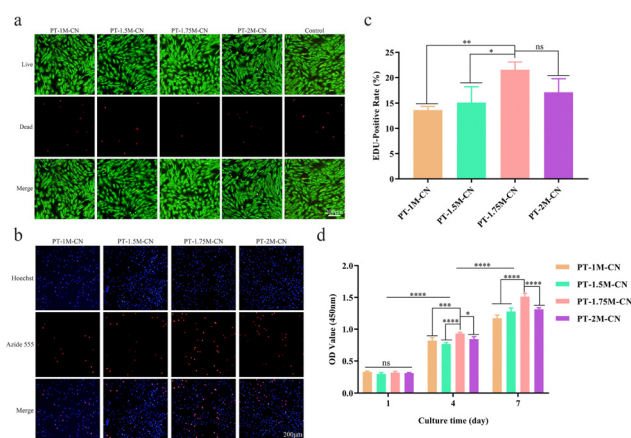 a
PT-1M-CN PT-1.5M-CN PT-1.75M-CN PT-2M-CN Control
Live
Dead
Merge
b
PT-1M-CN PT-1.5M-CN PT-1.75M-CN PT-2M-CN
Hoechst
Azide 555
Merge
200μm
c
EDU-Positive Rate (%)
25
20
15
10
5
0
** * ns
PT-1M-CN PT-1.5M-CN PT-1.75M-CN PT-2M-CN
d
OD Value (450nm)
2.0
1.5
1.0
0.5
0.0
ns
****
***
****
*
****
****
****
1 4 7
Culture time (day)
PT-1M-CN
PT-1.5M-CN
PT-1.75M-CN
PT-2M-CN